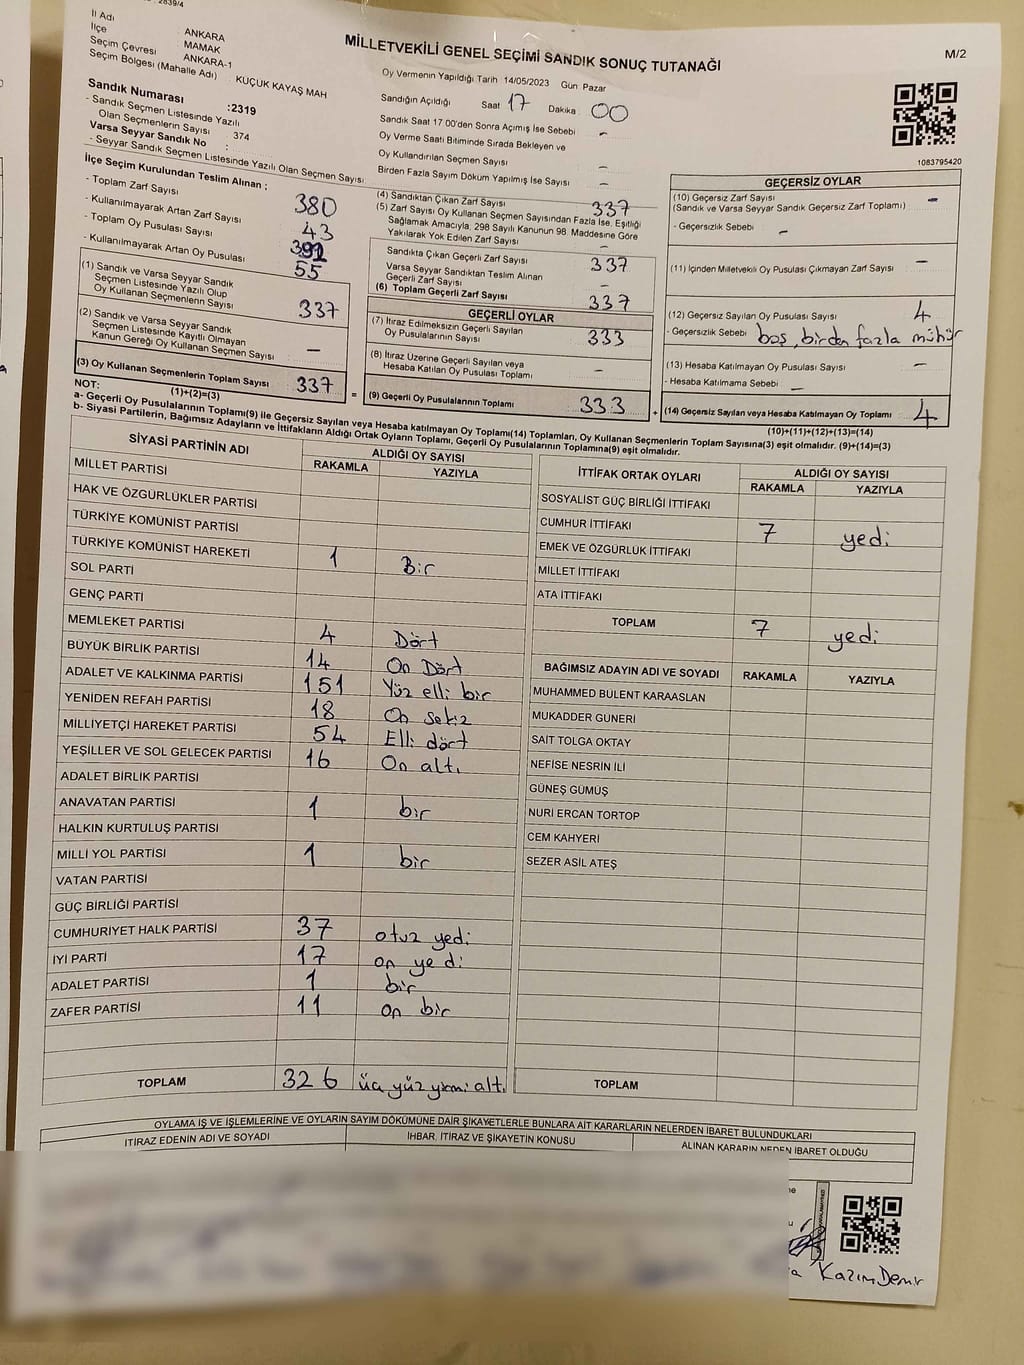 2839/4
İl Adı ANKARA
İlçe : MAMAK
Seçim Çevresi : ANKARA-1
Seçim Bölgesi (Mahalle Adı) : KÜÇÜK KAYAŞ MAH
MİLLETVEKİLİ GENEL SEÇİMİ SANDIK SONUÇ TUTANAĞI
M/2
Oy Vermenin Yapıldığı Tarih 14/05/2023 Gün Pazar
Sandığın Açıldığı Saat 17 Dakika 00
Sandık Saat 17 00'den Sonra Açımış İse Sebebi -
Oy Verme Saati Bitiminde Sırada Bekleyen ve
Oy Kullandırılan Seçmen Sayısı -
Birden Fazla Sayım Döküm Yapılmış İse Sayısı -
1083795420
Sandık Numarası :2319
- Sandık Seçmen Listesinde Yazılı
Olan Seçmenlerin Sayısı : 374
Varsa Seyyar Sandık No :
- Seyyar Sandık Seçmen Listesinde Yazılı Olan Seçmen Sayısı
İlçe Seçim Kurulundan Teslim Alınan ;
- Toplam Zarf Sayısı 380
- Kullanılmayarak Artan Zarf Sayısı 43
- Toplam Oy Pusulası Sayısı 392
- Kullanılmayarak Artan Oy Pusulası 55
(1) Sandık ve Varsa Seyyar Sandık
Seçmen Listesinde Yazılı Olup
Oy Kullanan Seçmenlerin Sayısı 337
(2) Sandık ve Varsa Seyyar Sandık
Seçmen Listesinde Kayıtlı Olmayan
Kanun Gereği Oy Kullanan Seçmen Sayısı -
(3) Oy Kullanan Seçmenlerin Toplam Sayısı 337
(1)+(2)=(3)
(4) Sandıktan Çıkan Zarf Sayısı 337
(5) Zarf Sayısı Oy Kullanan Seçmen Sayısından Fazla İse, Eşitliği
Sağlamak Amacıyla, 298 Sayılı Kanunun 98. Maddesine Göre
Yakılarak Yok Edilen Zarf Sayısı -
Sandıkta Çıkan Geçerli Zarf Sayısı 337
Varsa Seyyar Sandıktan Teslim Alınan
Geçerli Zarf Sayısı -
(6) Toplam Geçerli Zarf Sayısı 337
GEÇERLİ OYLAR
(7) İtiraz Edilmeksizin Geçerli Sayılan
Oy Pusulalarının Sayısı 333
(8) İtiraz Üzerine Geçerli Sayılan veya
Hesaba Katılan Oy Pusulası Toplamı -
= (9) Geçerli Oy Pusulalarının Toplamı 333 +
GEÇERSİZ OYLAR
(10) Geçersiz Zarf Sayısı -
(Sandık ve Varsa Seyyar Sandık Geçersiz Zarf Toplamı)
- Geçersizlik Sebebi -
(11) İçinden Milletvekili Oy Pusulası Çıkmayan Zarf Sayısı -
(12) Geçersiz Sayılan Oy Pusulası Sayısı 4
- Geçersizlik Sebebi boş, birden fazla mühür
(13) Hesaba Katılmayan Oy Pusulası Sayısı -
- Hesaba Katılmama Sebebi -
(14) Geçersiz Sayılan veya Hesaba Katılmayan Oy Toplamı 4
(10)+(11)+(12)+(13)=(14)
NOT:
a- Geçerli Oy Pusulalarının Toplamı(9) ile Geçersiz veya Hesaba katılmayan Oy Toplamı(14) Toplamları, Oy Kullanan Seçmenlerin Toplam Sayısına(3) eşit olmalıdır. (9)+(14)=(3)
b- Siyasi Partilerin, Bağımsız Adayların ve İttifakların Aldığı Ortak Oyların Toplamı, Geçerli Oy Pusulalarının Toplamına(9) eşit olmalıdır.
SİYASİ PARTİNİN ADI ALDIĞI OY SAYISI
RAKAMLA YAZIYLA
MİLLET PARTİSİ
HAK VE ÖZGÜRLÜKLER PARTİSİ
TÜRKİYE KOMÜNİST PARTİSİ
TÜRKİYE KOMÜNİST HAREKETİ 1 Bir
SOL PARTİ
GENÇ PARTİ
MEMLEKET PARTİSİ 4 Dört
BÜYÜK BİRLİK PARTİSİ 14 On Dört
ADALET VE KALKINMA PARTİSİ 151 Yüz elli bir
YENİDEN REFAH PARTİSİ 18 On sekiz
MİLLİYETÇİ HAREKET PARTİSİ 54 Elli dört
YEŞİLLER VE SOL GELECEK PARTİSİ 16 On altı
ADALET BİRLİK PARTİSİ
ANAVATAN PARTİSİ 1 bir
HALKIN KURTULUŞ PARTİSİ
MİLLİ YOL PARTİSİ 1 bir
VATAN PARTİSİ
GÜÇ BİRLİĞİ PARTİSİ
CUMHURİYET HALK PARTİSİ 37 otuz yedi
İYİ PARTİ 17 on yedi
ADALET PARTİSİ 1 bir
ZAFER PARTİSİ 11 on bir
TOPLAM 326 üç yüz yirmi altı
İTTİFAK ORTAK OYLARI ALDIĞI OY SAYISI
RAKAMLA YAZIYLA
SOSYALİST GÜÇ BİRLİĞİ İTTİFAKI
CUMHUR İTTİFAKI 7 yedi
EMEK VE ÖZGÜRLÜK İTTİFAKI
MİLLET İTTİFAKI
ATA İTTİFAKI
TOPLAM 7 yedi
BAĞIMSIZ ADAYIN ADI VE SOYADI RAKAMLA YAZIYLA
MUHAMMED BÜLENT KARAASLAN
MUKADDER GÜNERİ
SAİT TOLGA OKTAY
NEFİSE NESRİN İLİ
GÜNEŞ GÜMÜŞ
NURİ ERCAN TORTOP
CEM KAHYERİ
SEZER ASİL ATEŞ
TOPLAM
OYLAMA İŞ VE İŞLEMLERİNE VE OYLARIN SAYIM DÖKÜMÜNE DAİR ŞİKAYETLERLE BUNLARA AİT KARARLARIN NELERDEN İBARET BULUNDUKLARI
İTİRAZ EDENİN ADI VE SOYADI İHBAR, İTİRAZ VE ŞİKAYETİN KONUSU ALINAN KARARIN NEDEN İBARET OLDUĞU
Kazım Demir